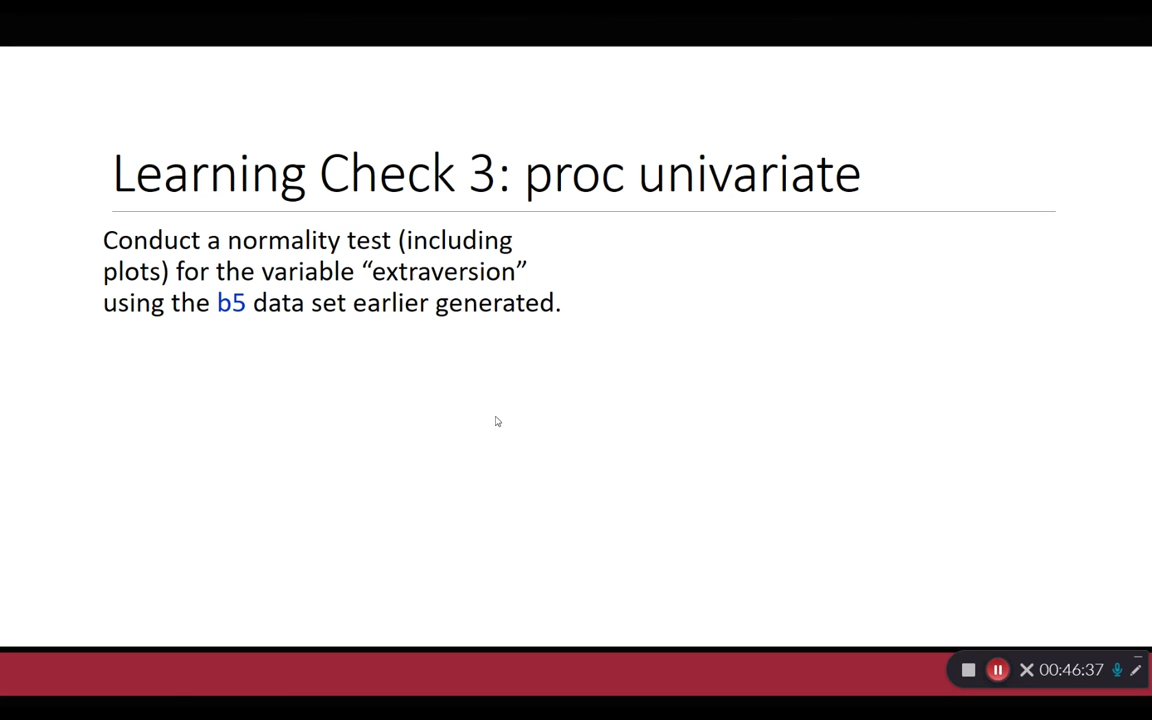 Learning Check 3: proc univariate
Conduct a normality test (including
plots) for the variable “extraversion”
using the b5 data set earlier generated.
00:46:37